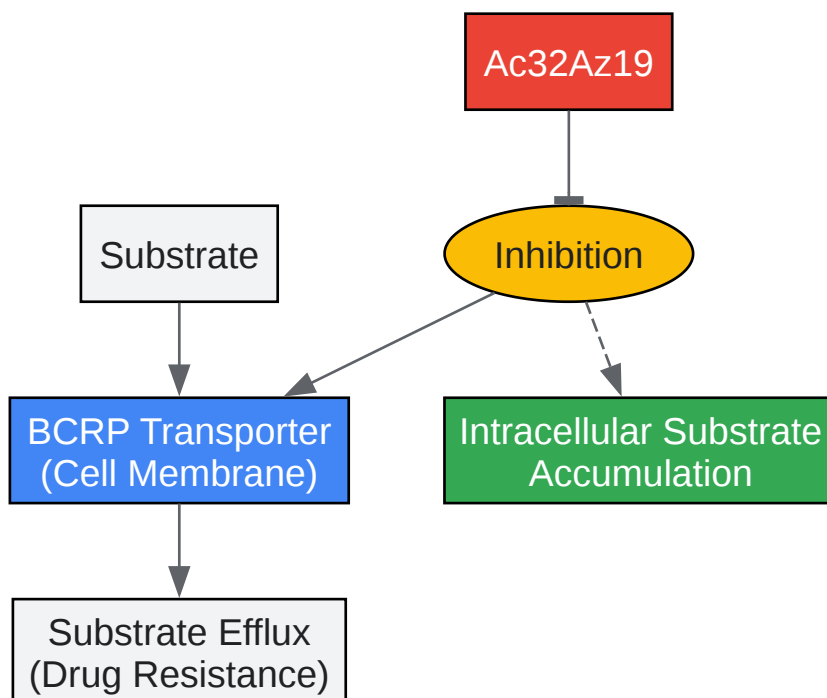 Ac32Az19
Substrate
Inhibition
BCRP Transporter
(Cell Membrane)
Intracellular Substrate
Accumulation
Substrate Efflux
(Drug Resistance)